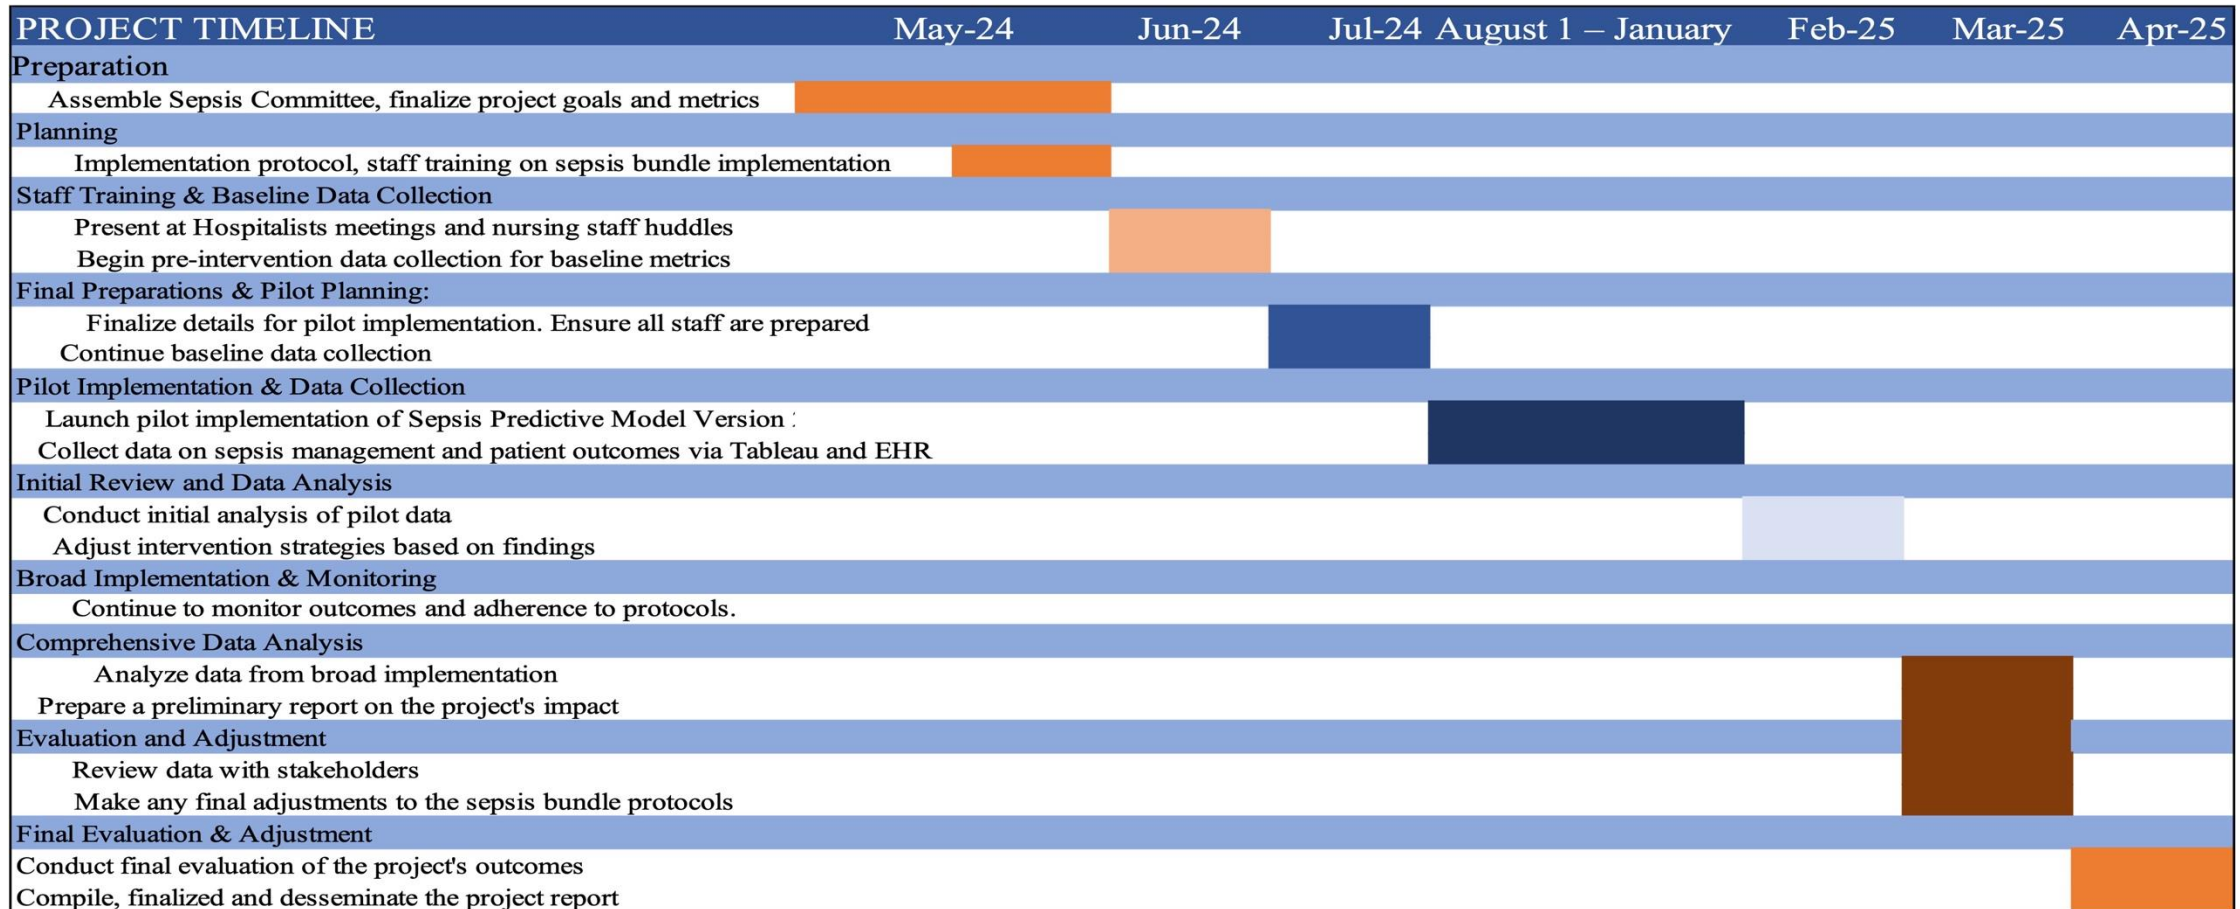 PROJECT TIMELINE May-24 Jun-24 Jul-24 August 1 – January Feb-25 Mar-25 Apr-25
Preparation
Assemble Sepsis Committee, finalize project goals and metrics
Planning
Implementation protocol, staff training on sepsis bundle implementation
Staff Training & Baseline Data Collection
Present at Hospitalists meetings and nursing staff huddles
Begin pre-intervention data collection for baseline metrics
Final Preparations & Pilot Planning:
Finalize details for pilot implementation. Ensure all staff are prepared
Continue baseline data collection
Pilot Implementation & Data Collection
Launch pilot implementation of Sepsis Predictive Model Version
Collect data on sepsis management and patient outcomes via Tableau and EHR
Initial Review and Data Analysis
Conduct initial analysis of pilot data
Adjust intervention strategies based on findings
Broad Implementation & Monitoring
Continue to monitor outcomes and adherence to protocols.
Comprehensive Data Analysis
Analyze data from broad implementation
Prepare a preliminary report on the project's impact
Evaluation and Adjustment
Review data with stakeholders
Make any final adjustments to the sepsis bundle protocols
Final Evaluation & Adjustment
Conduct final evaluation of the project's outcomes
Compile, finalized and desseminate the project report